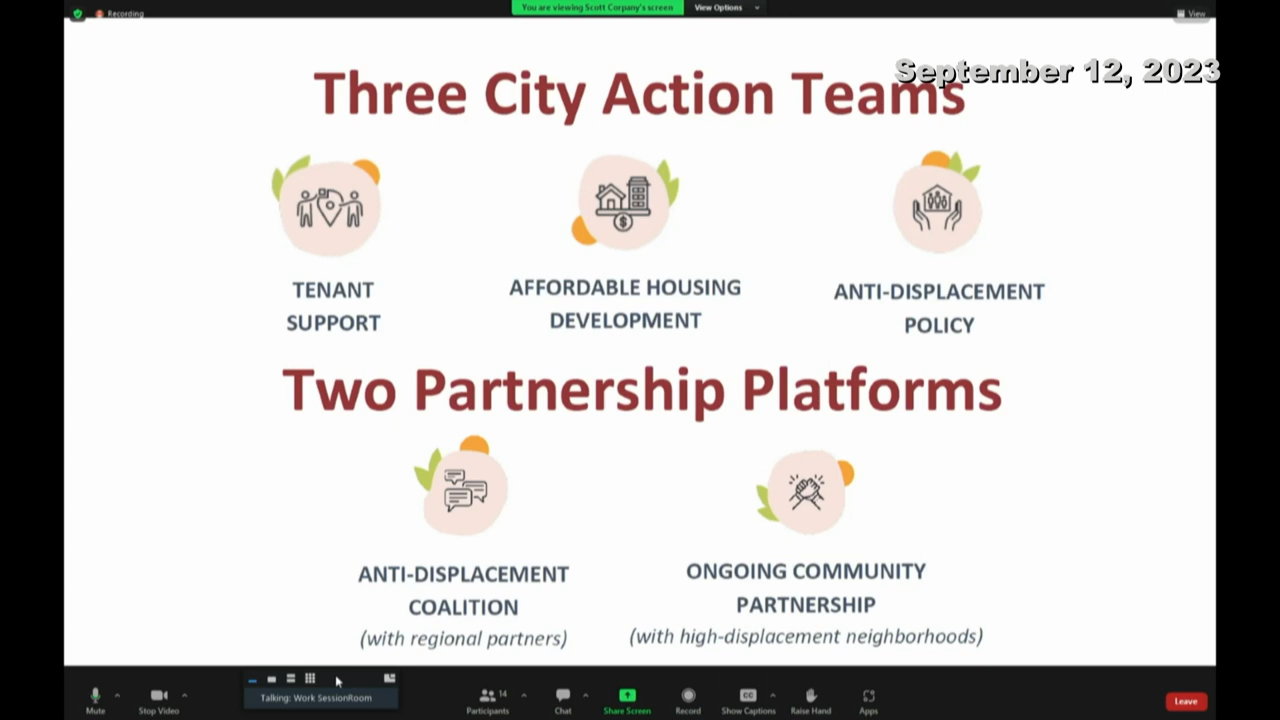 Recording
You are viewing Scott Corpany's screen
View Options
View
September 12, 2023
Three City Action Teams
TENANT
SUPPORT
AFFORDABLE HOUSING
DEVELOPMENT
ANTI-DISPLACEMENT
POLICY
Two Partnership Platforms
ANTI-DISPLACEMENT
COALITION
(with regional partners)
ONGOING COMMUNITY
PARTNERSHIP
(with high-displacement neighborhoods)
Talking: Work SessionRoom
Mute
Stop Video
14
Participants
Chat
Share Screen
Record
CC
Show Captions
Raise Hand
Apps
Leave